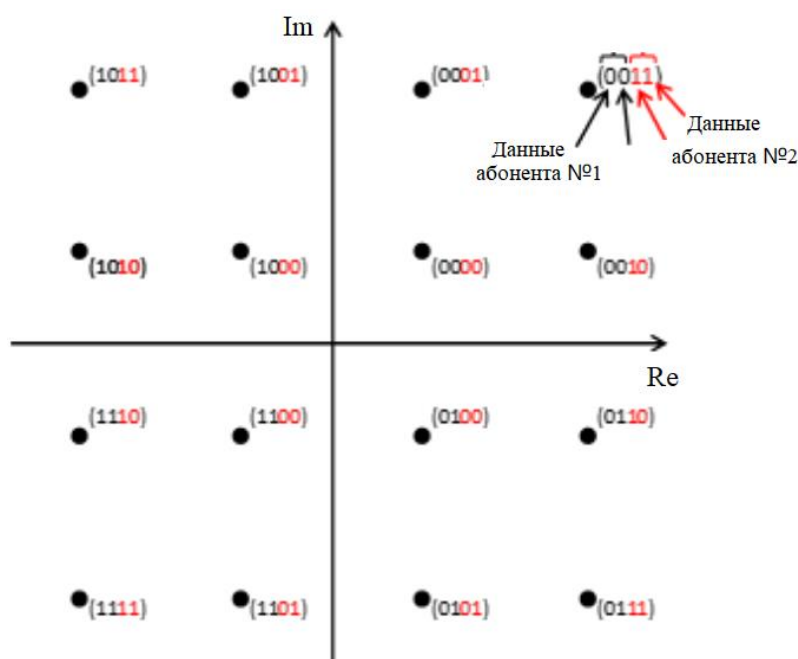 Im
(1011)
(1001)
(0001)
(0011)
Данные
абонента №1
Данные
абонента №2
(1010)
(1000)
(0000)
(0010)
Re
(1110)
(1100)
(0100)
(0110)
(1111)
(1101)
(0101)
(0111)